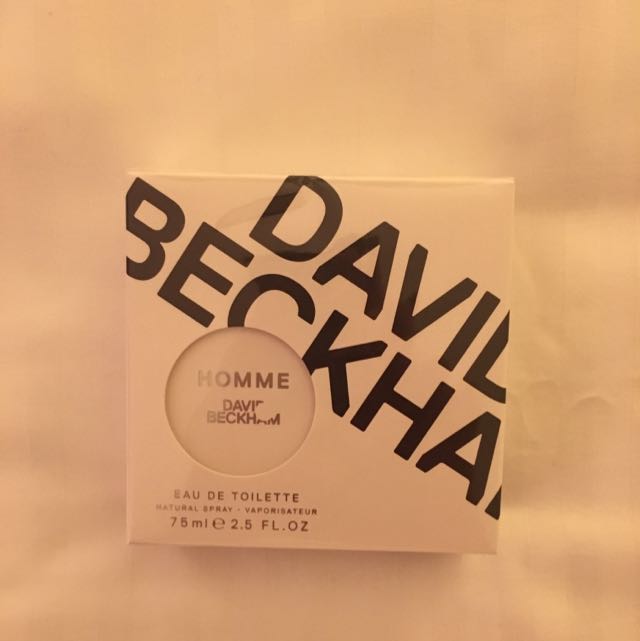 DAVID
BECKHAM
HOMME
DAVID
BECKHAM
EAU DE TOILETTE
NATURAL SPRAY - VAPORISATEUR
75ml ℮ 2.5 FL.OZ